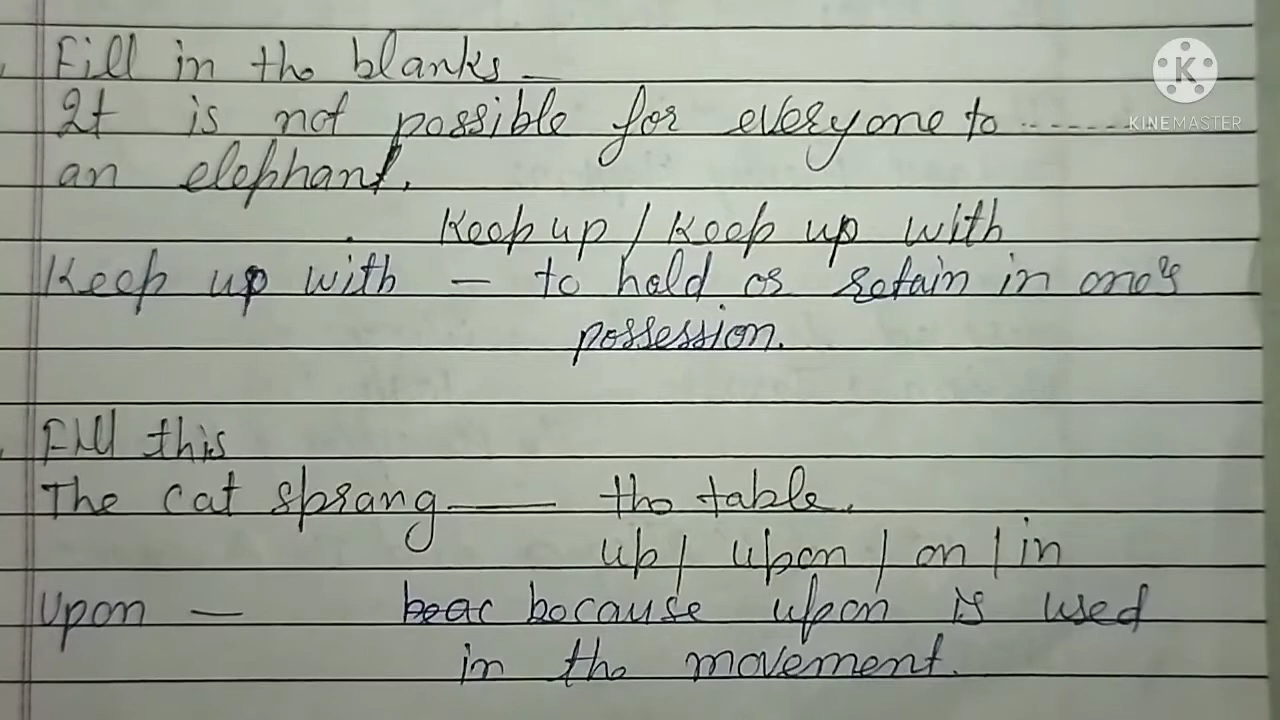 Fill in the blanks –
It is not possible for everyone to ........
KINEMASTER
an elephant.
Keep up / Keep up with
Keep up with – to hold or retain in one's
possession.
Fill this
The cat sprang —— the table.
up / upon / on / in
upon – beac because upon is used
in the movement.